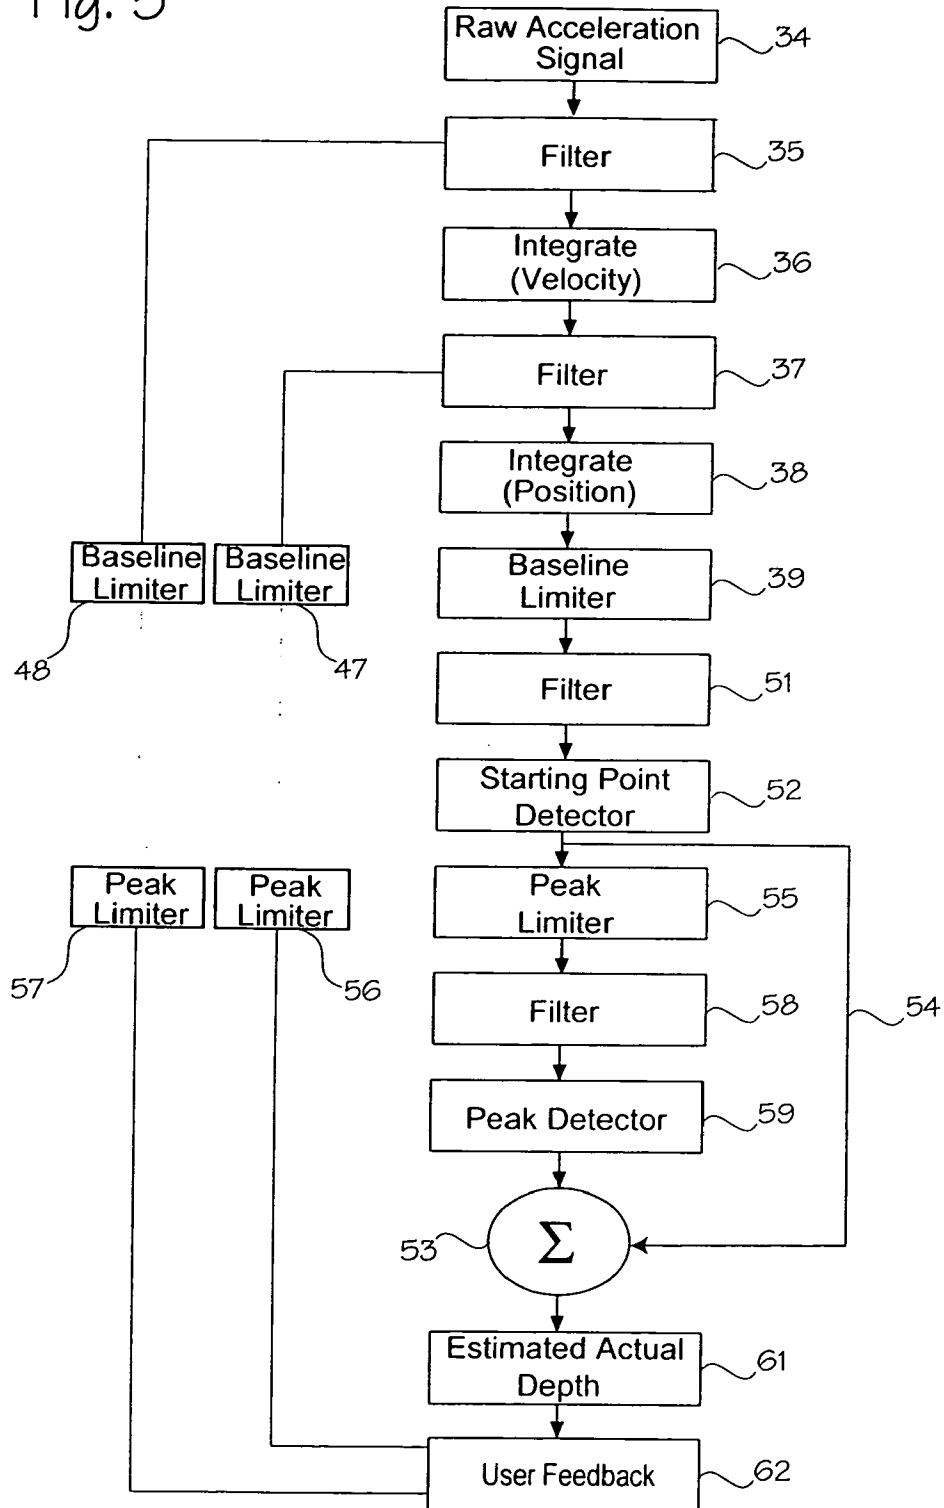 Fig. 5
Raw Acceleration
Signal
34
Filter
35
Integrate
(Velocity)
36
Filter
37
Integrate
(Position)
38
Baseline
Limiter
48
Baseline
Limiter
47
Baseline
Limiter
39
Filter
51
Starting Point
Detector
52
Peak
Limiter
57
Peak
Limiter
56
Peak
Limiter
55
Filter
58
54
Peak Detector
59
53
Σ
Estimated Actual
Depth
61
User Feedback
62